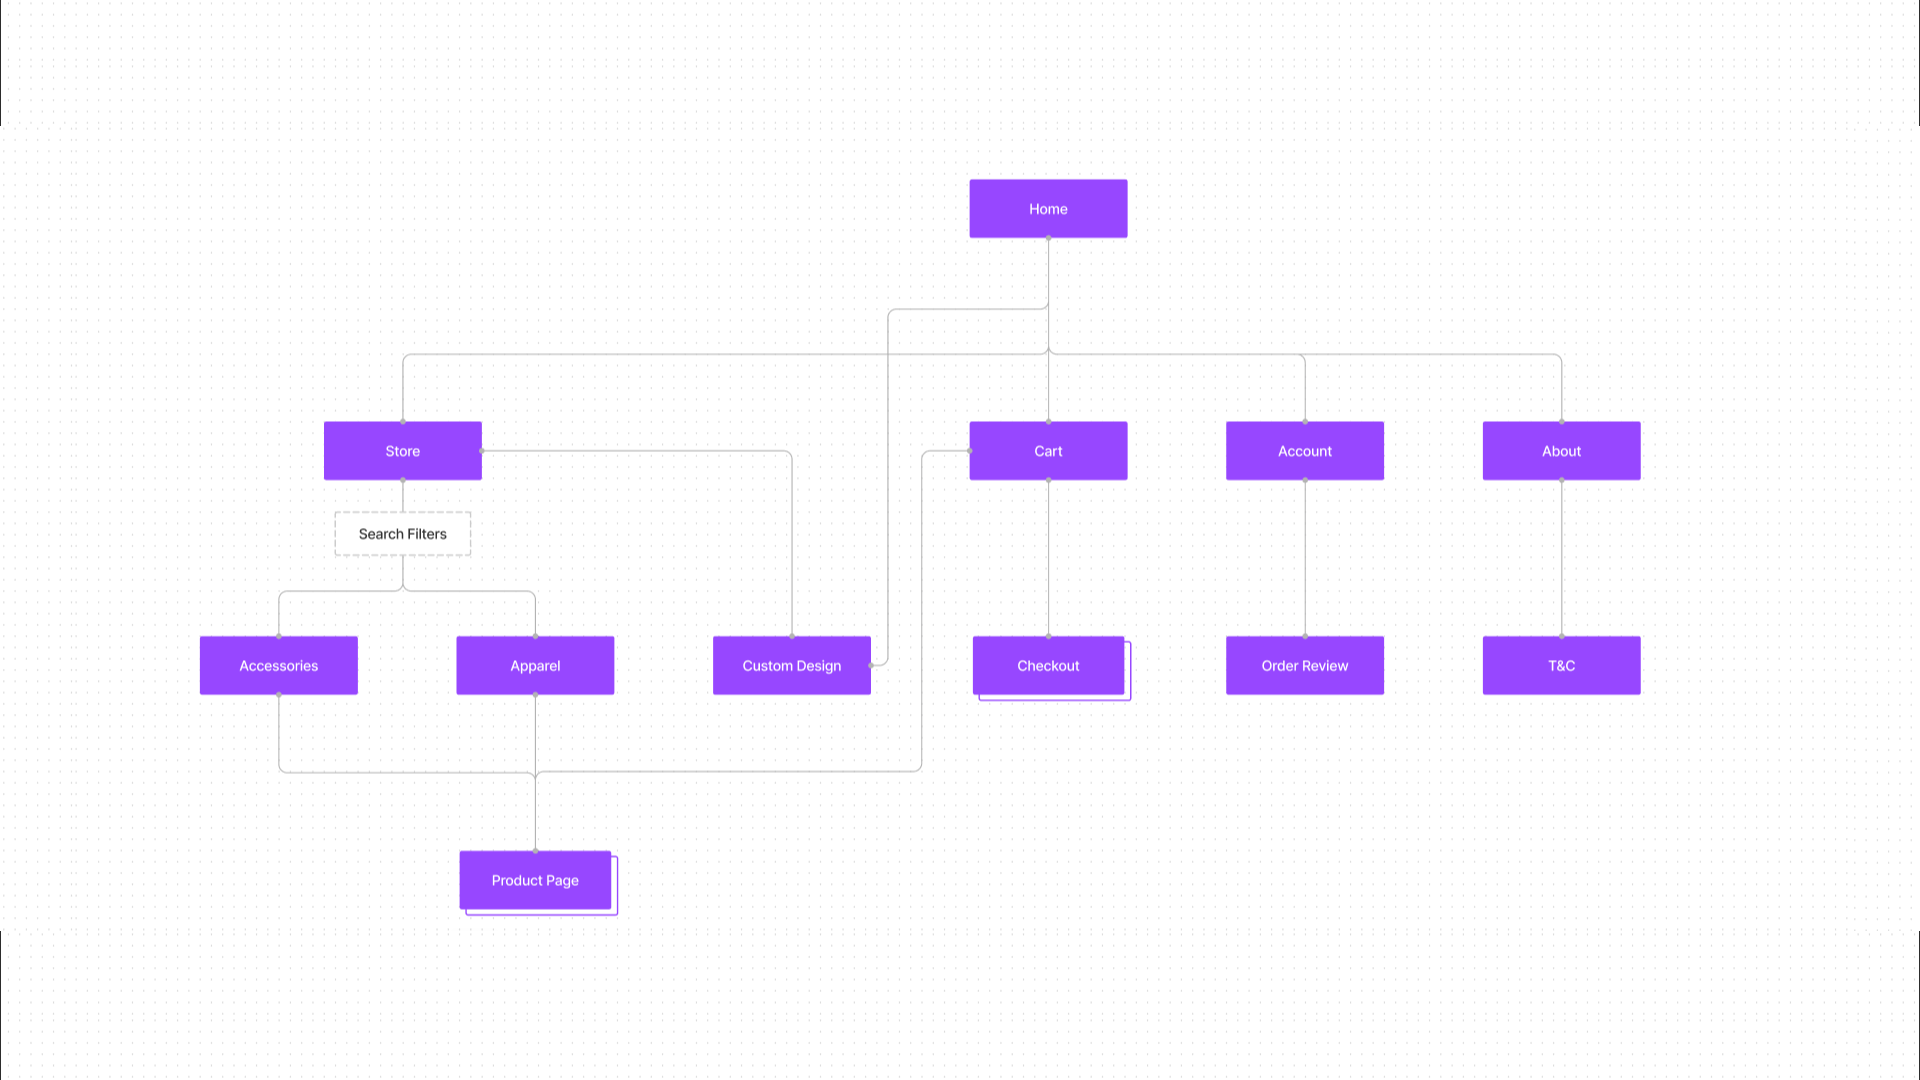 Home
Store
Cart
Account
About
Search Filters
Accessories
Apparel
Custom Design
Checkout
Order Review
T&C
Product Page